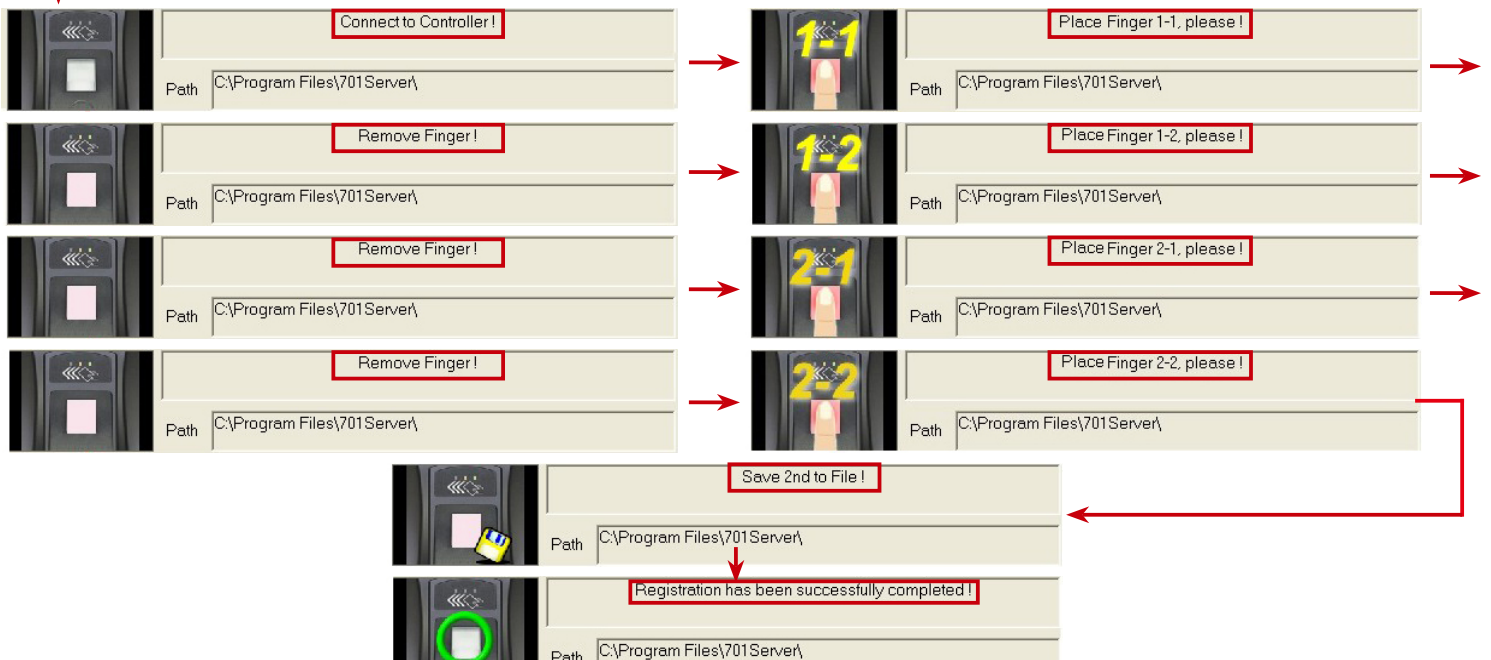 Connect to Controller !
Path C:\Program Files\701Server\
1-1
Place Finger 1-1, please !
Path C:\Program Files\701Server\
Remove Finger !
Path C:\Program Files\701Server\
1-2
Place Finger 1-2, please !
Path C:\Program Files\701Server\
Remove Finger !
Path C:\Program Files\701Server\
2-1
Place Finger 2-1, please !
Path C:\Program Files\701Server\
Remove Finger !
Path C:\Program Files\701Server\
2-2
Place Finger 2-2, please !
Path C:\Program Files\701Server\
Save 2nd to File !
Path C:\Program Files\701Server\
Registration has been successfully completed !
Path C:\Program Files\701Server\